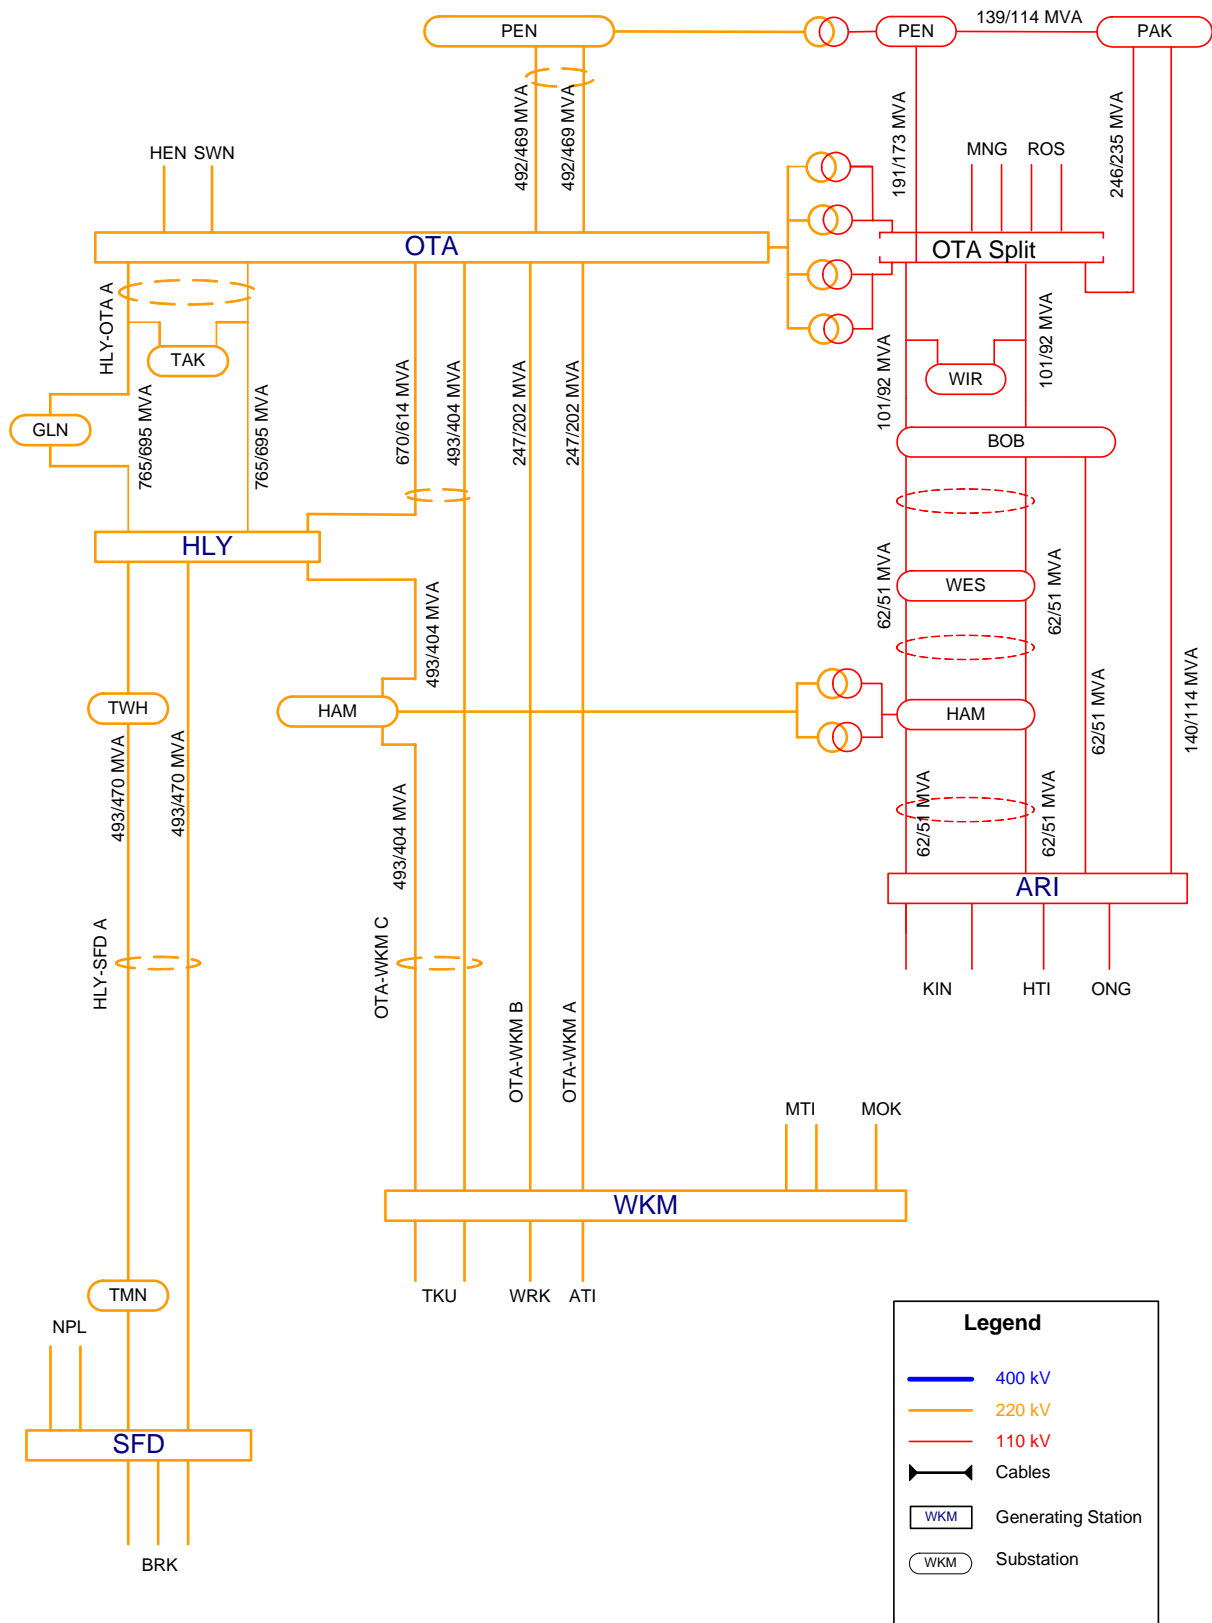 139/114 MVA
PEN
PEN
PAK
492/469 MVA
492/469 MVA
191/173 MVA
246/235 MVA
HEN SWN
MNG ROS
OTA
OTA Split
HLY-OTA A
TAK
101/92 MVA
101/92 MVA
WIR
GLN
765/695 MVA
765/695 MVA
670/614 MVA
493/404 MVA
247/202 MVA
247/202 MVA
BOB
HLY
WES
62/51 MVA
62/51 MVA
493/404 MVA
TWH
HAM
HAM
62/51 MVA
140/114 MVA
493/470 MVA
493/470 MVA
493/404 MVA
62/51 MVA
62/51 MVA
ARI
HLY-SFD A
OTA-WKM C
OTA-WKM B
OTA-WKM A
KIN
HTI
ONG
MTI
MOK
WKM
TMN
TKU
WRK
ATI
NPL
SFD
BRK
Legend
400 kV
220 kV
110 kV
Cables
WKM Generating Station
WKM Substation